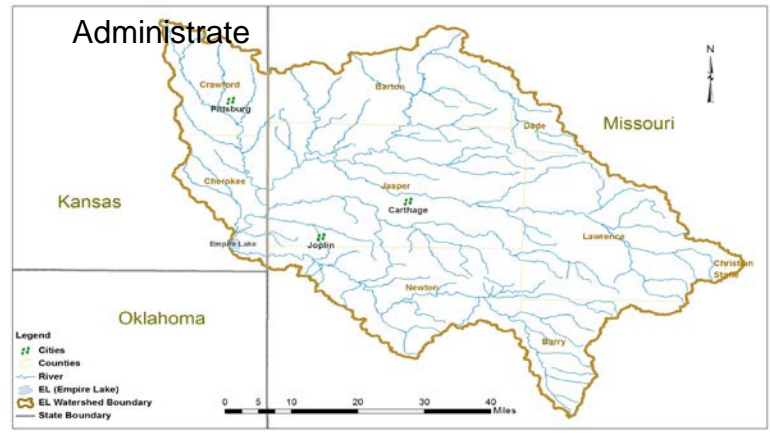 Administrate
N
Crawford
Pittsburg
Barton
Dade
Missouri
Cherokee
Jasper
Kansas
Carthage
Lawrence
Empire Lake
Joplin
Christian
Stone
Newton
Oklahoma
Barry
Legend
Cities
Counties
River
EL (Empire Lake)
EL Watershed Boundary
State Boundary
0 5 10 20 30 40
Miles